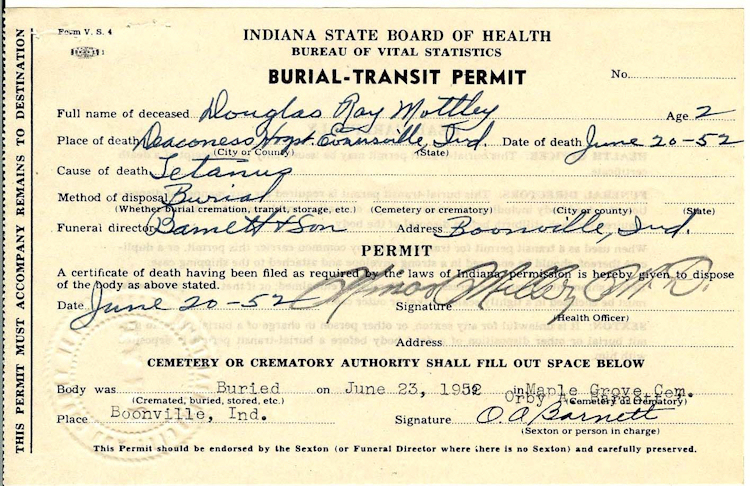 THIS PERMIT MUST ACCOMPANY REMAINS TO DESTINATION
Form V. S. 4
INDIANA STATE BOARD OF HEALTH
BUREAU OF VITAL STATISTICS
BURIAL-TRANSIT PERMIT
No.
Full name of deceased Douglas Ray Mottley Age 2
Place of death Deaconess Hospt. Evansville, Ind. Date of death June 20-52
(City or County) (State)
Cause of death Tetanus
Method of disposal Burial
(Whether burial cremation, transit, storage, etc.) (Cemetery or crematory) (City or county) (State)
Funeral director Barnett & Son Address Boonville, Ind.
PERMIT
A certificate of death having been filed as required by the laws of Indiana, permission is hereby given to dispose
of the body as above stated.
Date June 20-52 Signature Miller M.D.
(Health Officer)
Address
CEMETERY OR CREMATORY AUTHORITY SHALL FILL OUT SPACE BELOW
Body was Buried on June 23, 1952 in Maple Grove Cem.
(Cremated, buried, stored, etc.) (Cemetery or crematory)
Orby A. Barnett
Place Boonville, Ind. Signature O. A. Barnett
(Sexton or person in charge)
This Permit should be endorsed by the Sexton (or Funeral Director where there is no Sexton) and carefully preserved.